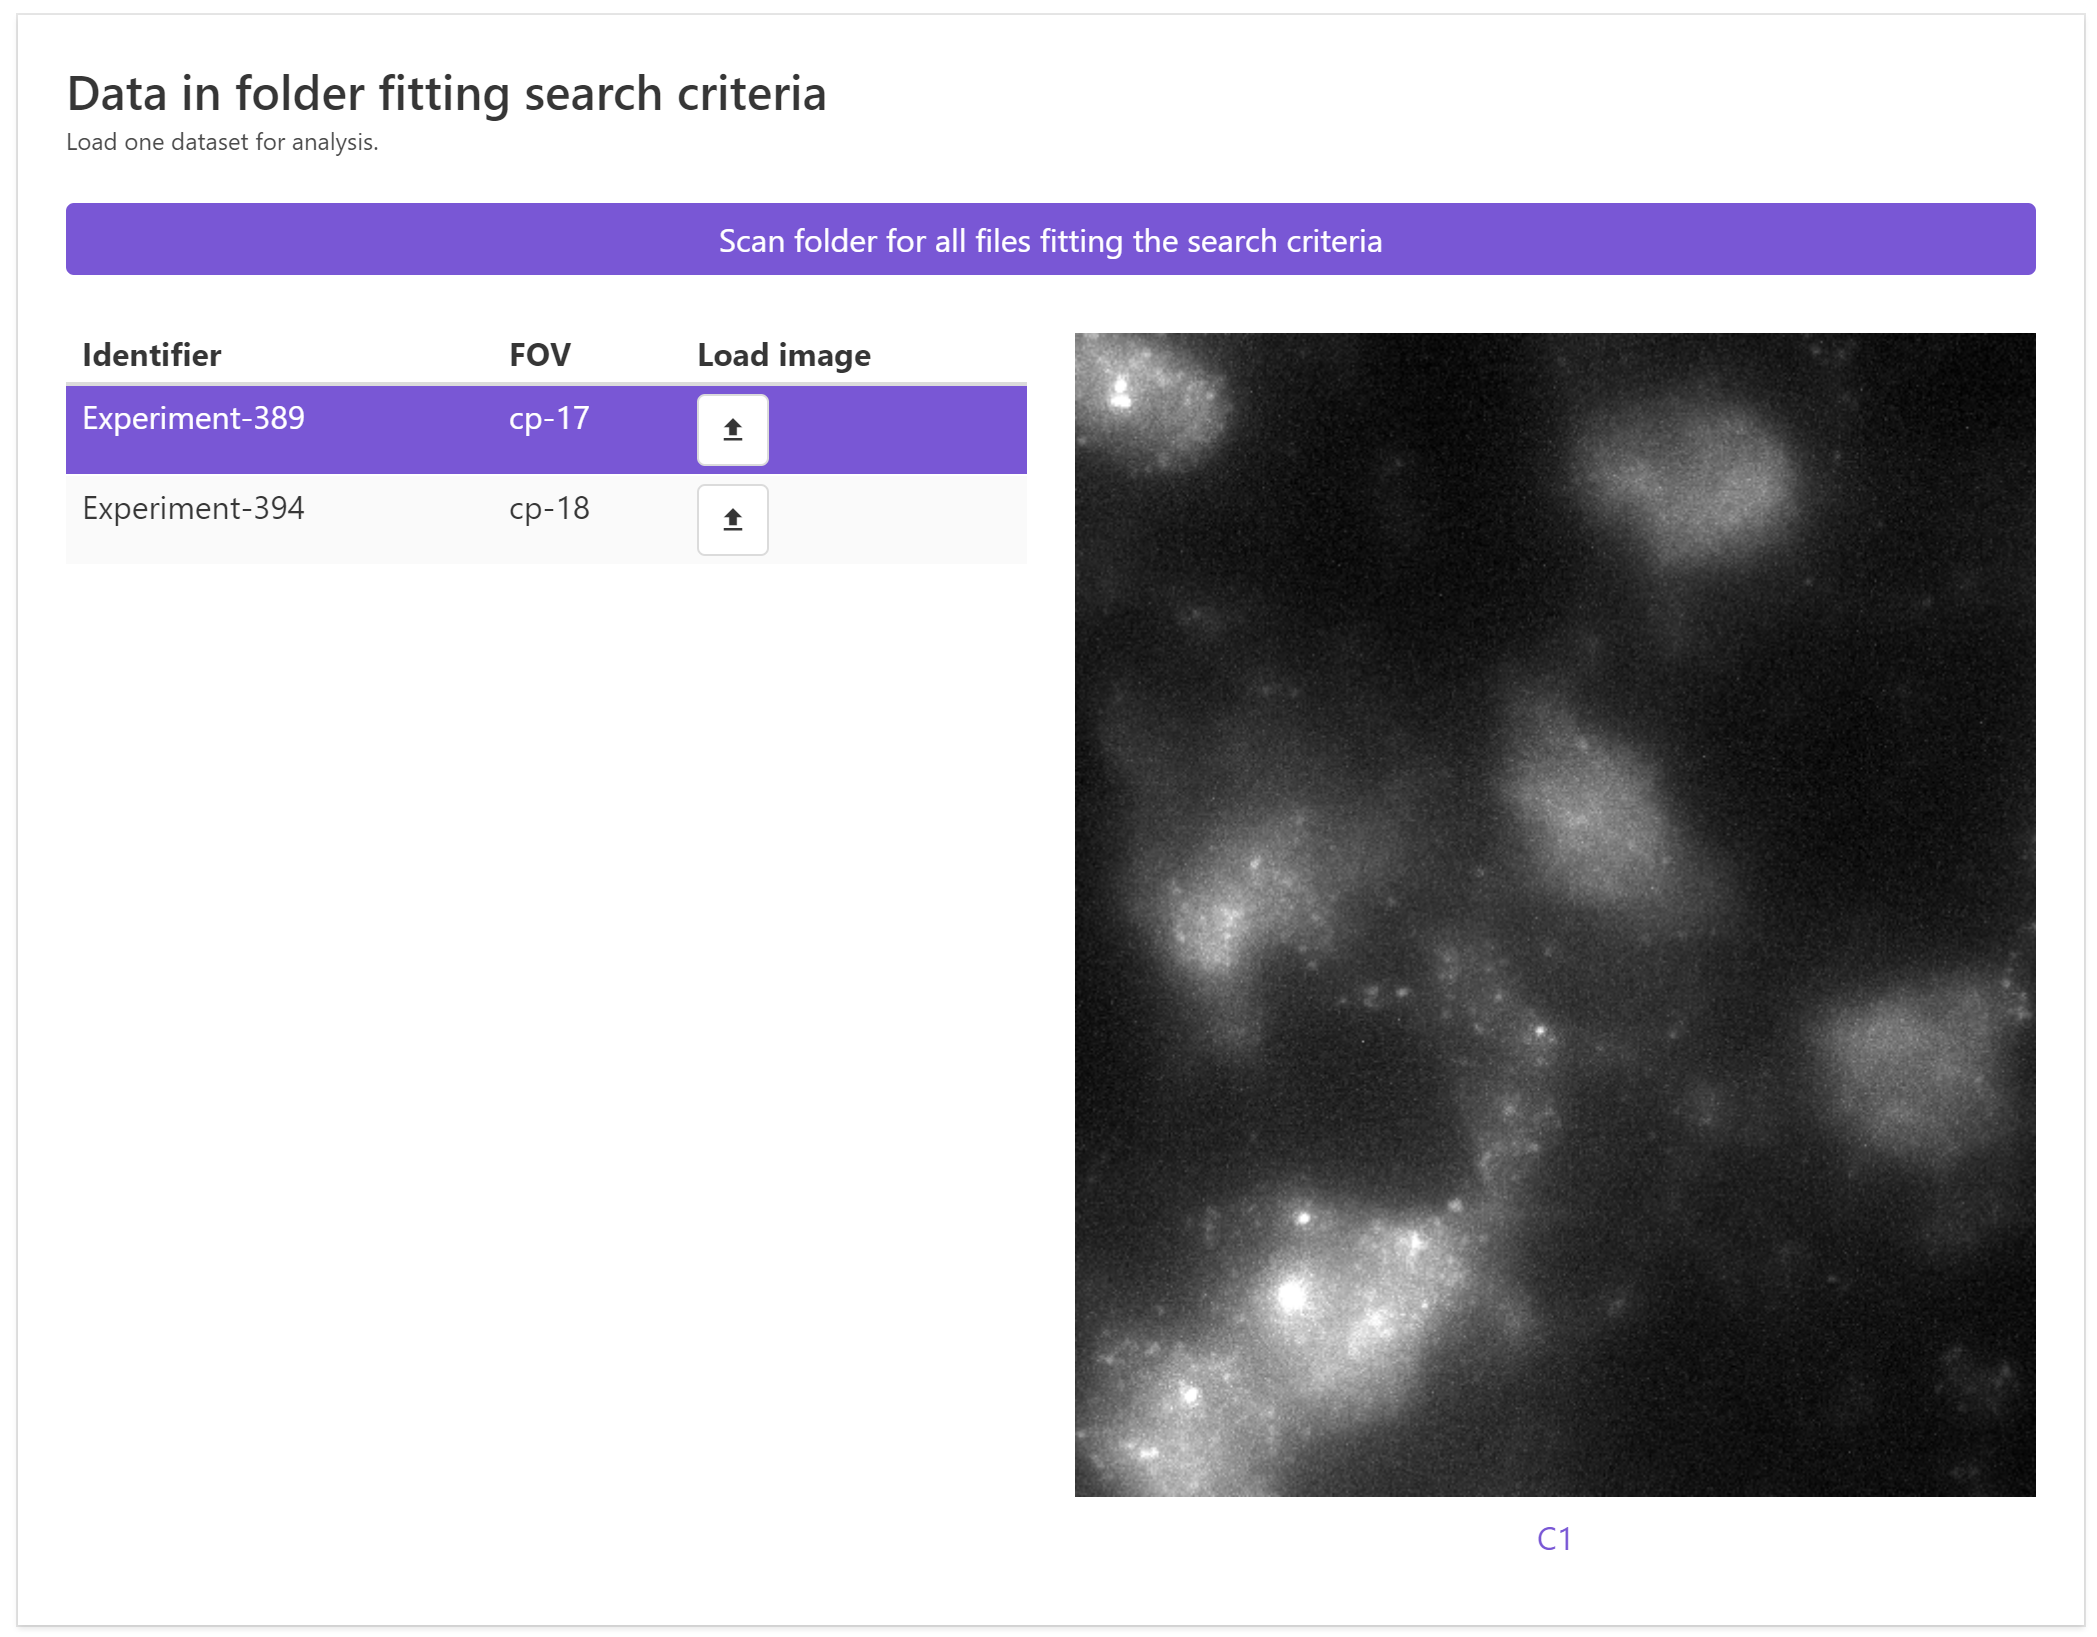 Data in folder fitting search criteria
Load one dataset for analysis.
Scan folder for all files fitting the search criteria
Identifier FOV Load image
Experiment-389 cp-17
Experiment-394 cp-18
C1